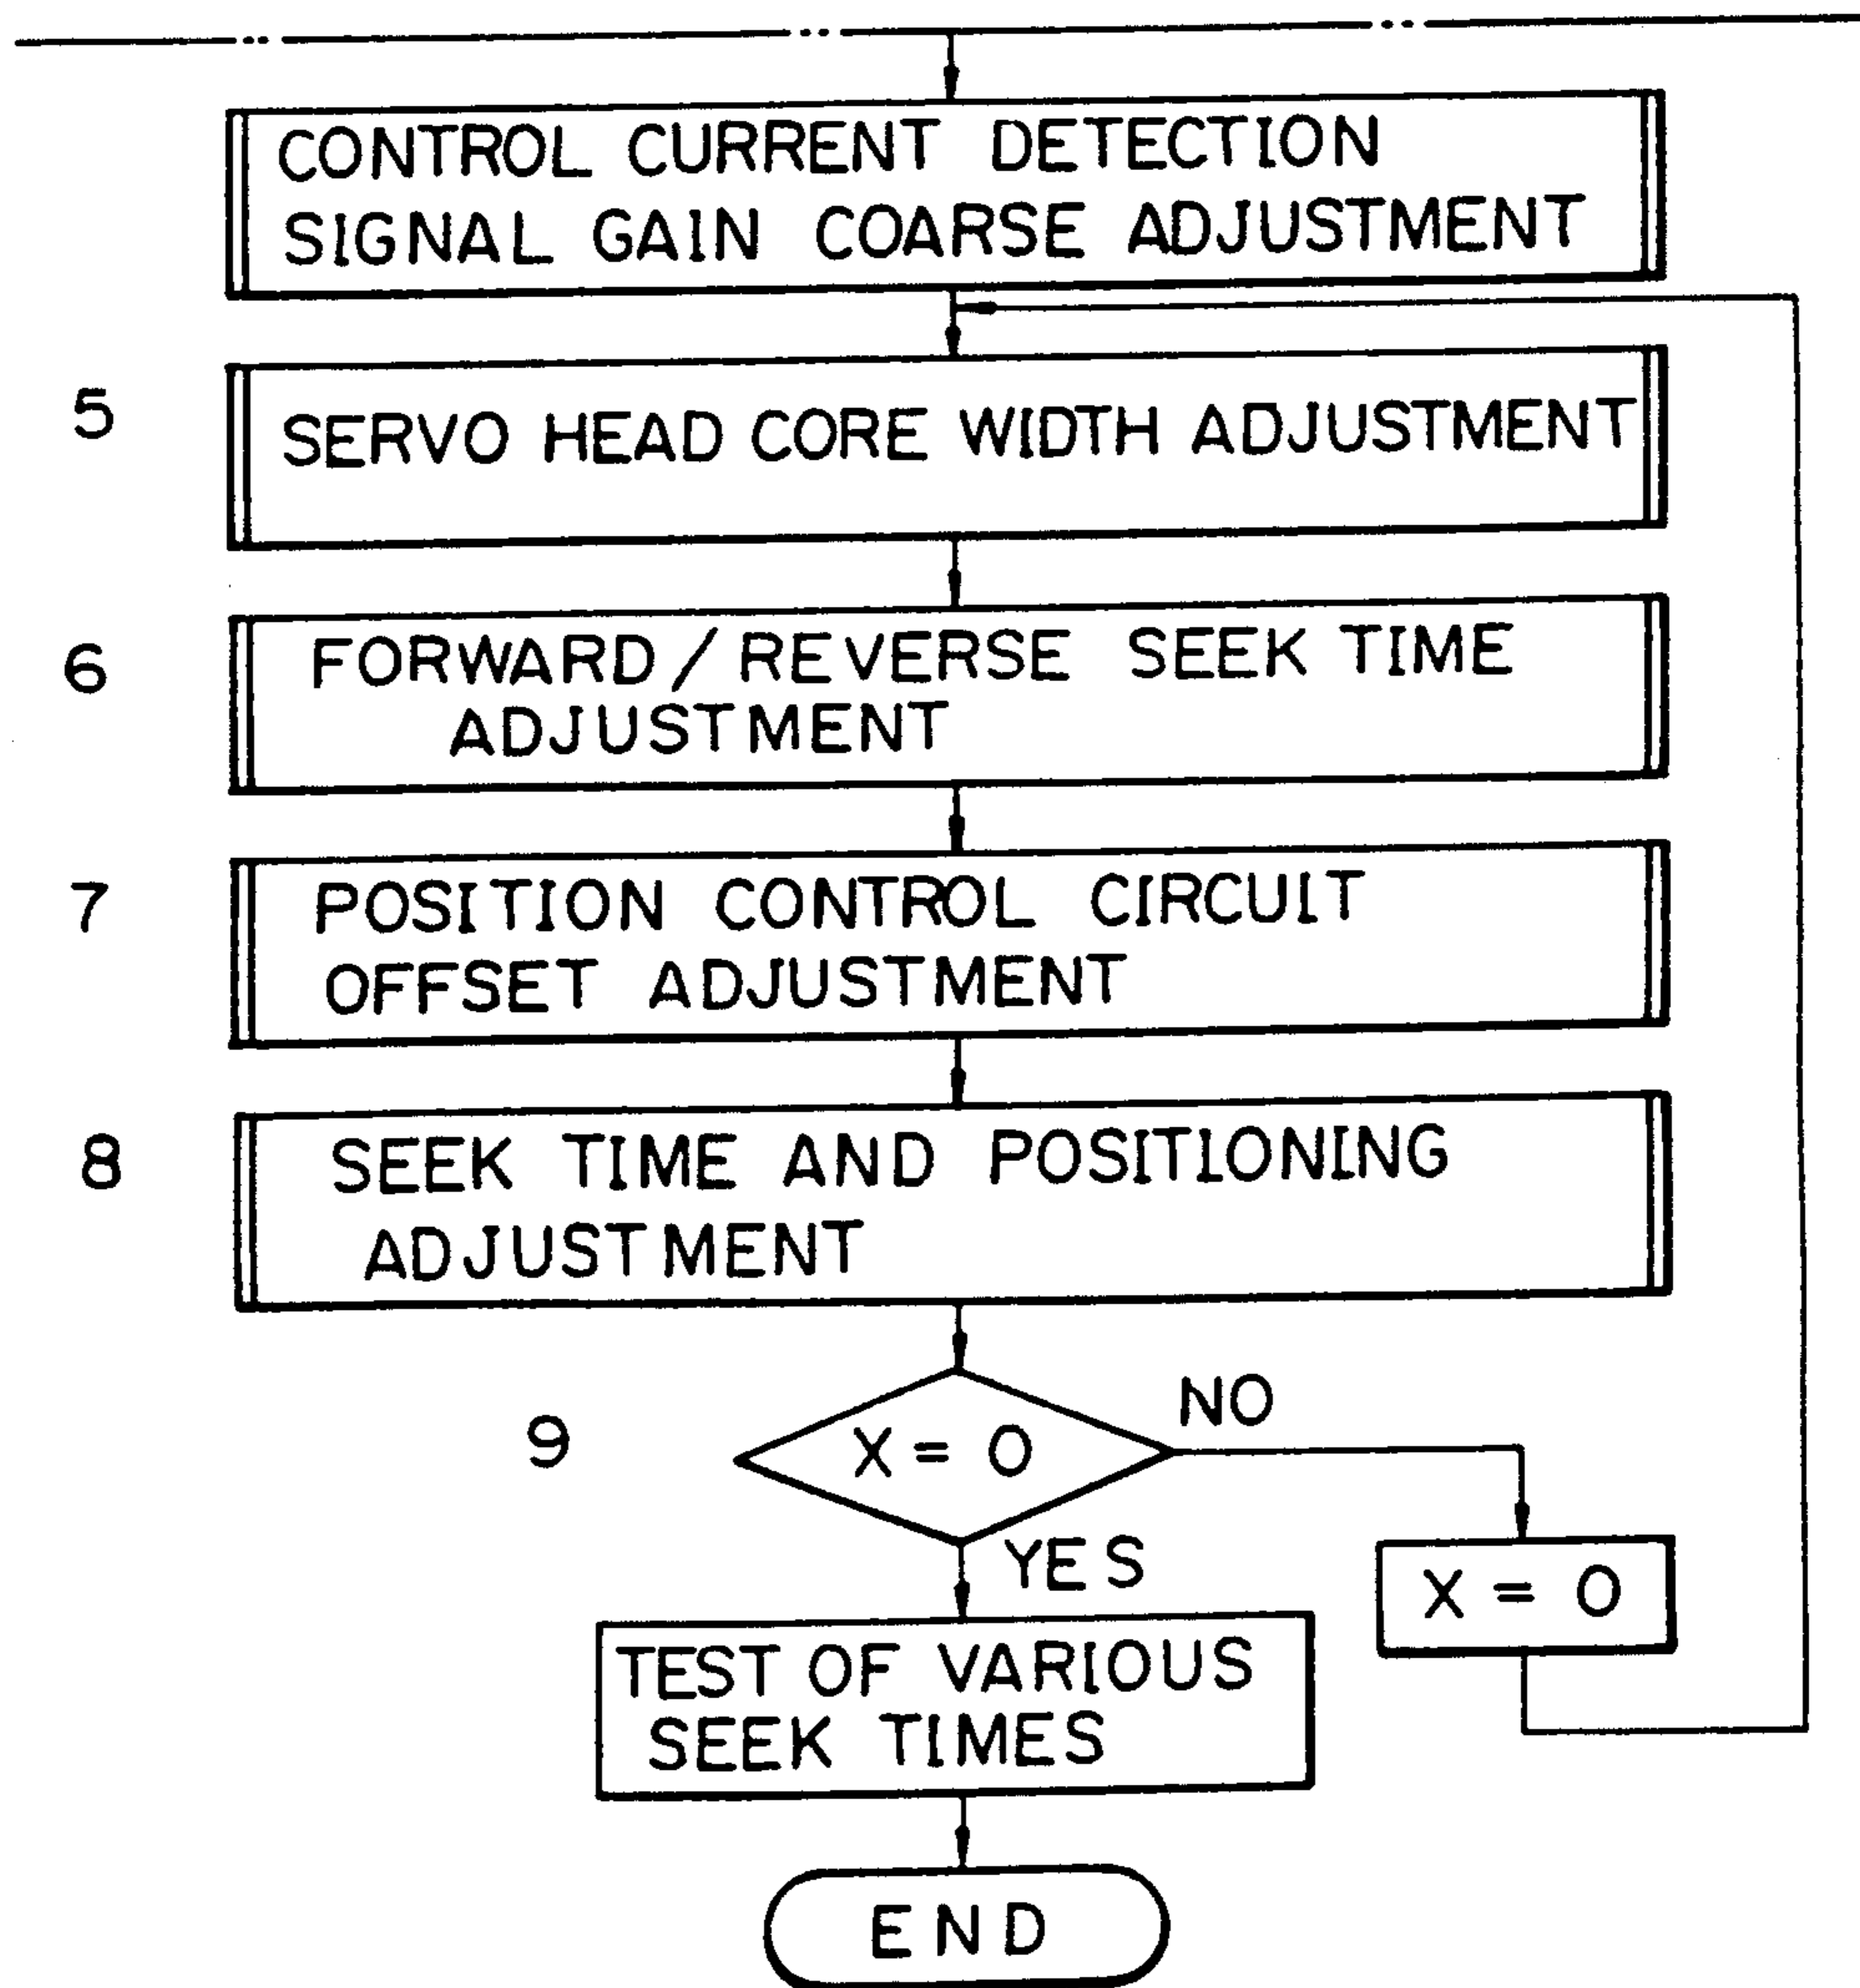 CONTROL CURRENT DETECTION
SIGNAL GAIN COARSE ADJUSTMENT
5
SERVO HEAD CORE WIDTH ADJUSTMENT
6
FORWARD/REVERSE SEEK TIME
ADJUSTMENT
7
POSITION CONTROL CIRCUIT
OFFSET ADJUSTMENT
8
SEEK TIME AND POSITIONING
ADJUSTMENT
9
X = 0
NO
YES
X = 0
TEST OF VARIOUS
SEEK TIMES
END